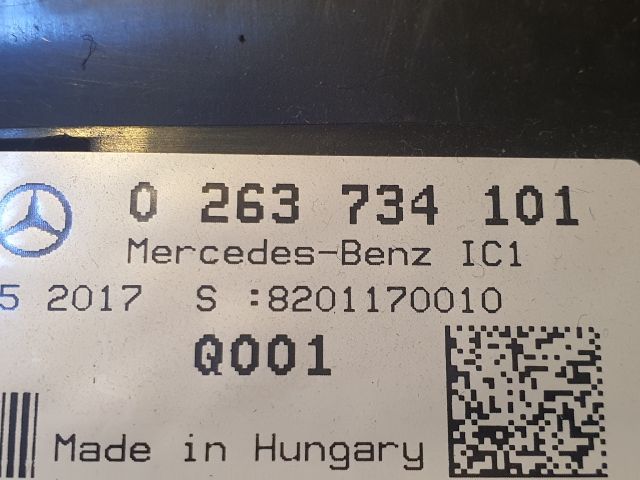 0 263 734 101
Mercedes-Benz IC1
5 2017 S :8201170010
Q001
Made in Hungary